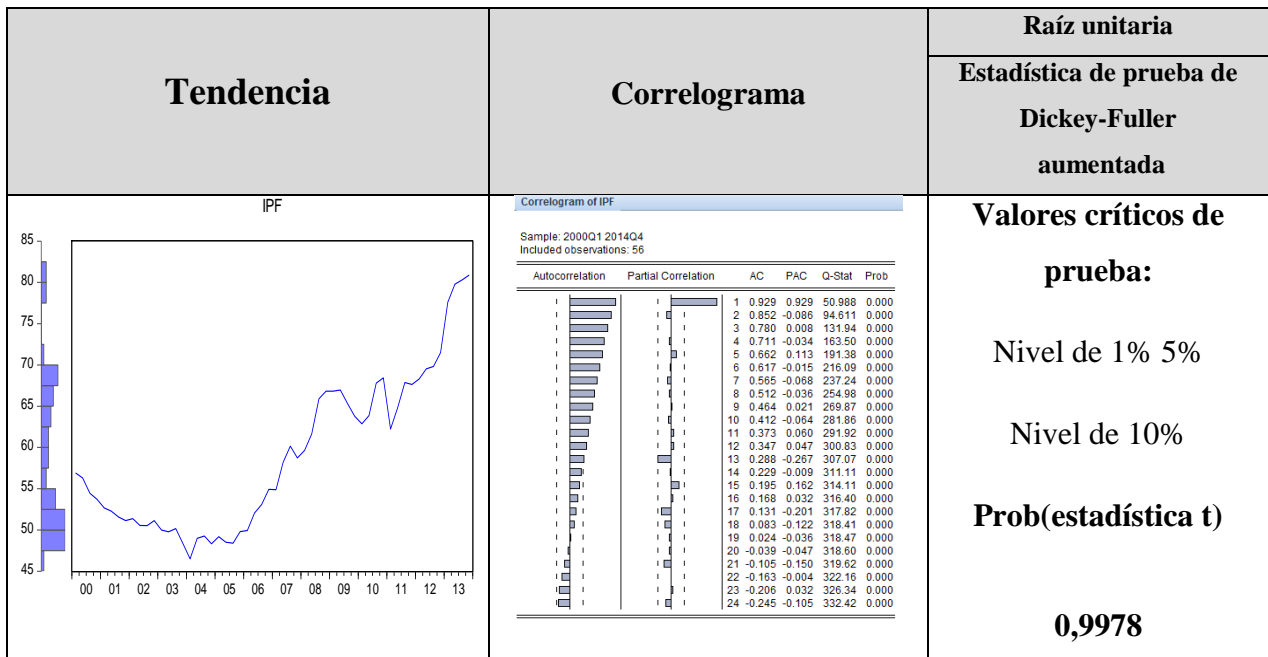 Tendencia
Correlograma
Raíz unitaria
Estadística de prueba de
Dickey-Fuller
aumentada
IPF
85
80
75
70
65
60
55
50
45
00 01 02 03 04 05 06 07 08 09 10 11 12 13
Correlogram of IPF
Sample: 2000Q1 2014Q4
Included observations: 56
Autocorrelation Partial Correlation AC PAC Q-Stat Prob
1 0.929 0.929 50.988 0.000
2 0.852 -0.086 94.611 0.000
3 0.780 0.008 131.94 0.000
4 0.711 -0.034 163.50 0.000
5 0.662 0.113 191.38 0.000
6 0.617 -0.015 216.09 0.000
7 0.565 -0.068 237.24 0.000
8 0.512 -0.036 254.98 0.000
9 0.464 0.021 269.87 0.000
10 0.412 -0.064 281.86 0.000
11 0.373 0.060 291.92 0.000
12 0.347 0.047 300.83 0.000
13 0.288 -0.267 307.07 0.000
14 0.229 -0.009 311.11 0.000
15 0.195 0.162 314.11 0.000
16 0.168 0.032 316.40 0.000
17 0.131 -0.201 317.82 0.000
18 0.083 -0.122 318.41 0.000
19 0.024 -0.036 318.47 0.000
20 -0.039 -0.047 318.60 0.000
21 -0.105 -0.150 319.62 0.000
22 -0.163 -0.004 322.16 0.000
23 -0.206 0.032 326.34 0.000
24 -0.245 -0.105 332.42 0.000
Valores críticos de
prueba:
Nivel de 1% 5%
Nivel de 10%
Prob(estadística t)
0,9978